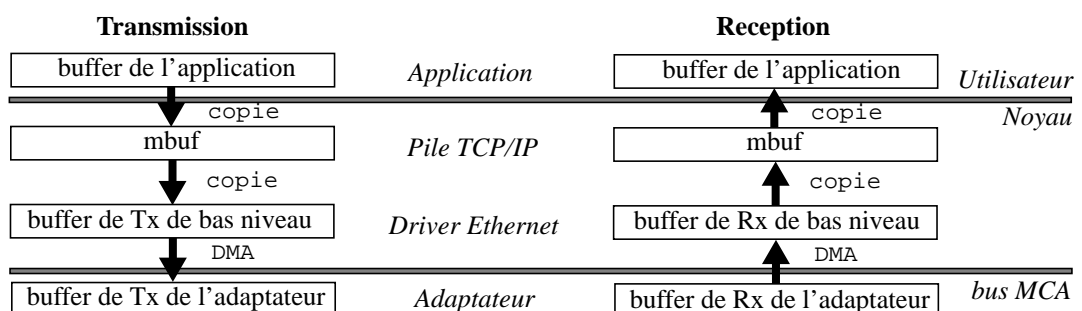 Transmission Reception
buffer de l'application Application buffer de l'application Utilisateur
copie copie Noyau
mbuf Pile TCP/IP mbuf
copie copie
buffer de Tx de bas niveau Driver Ethernet buffer de Rx de bas niveau
DMA DMA
buffer de Tx de l'adaptateur Adaptateur buffer de Rx de l'adaptateur bus MCA